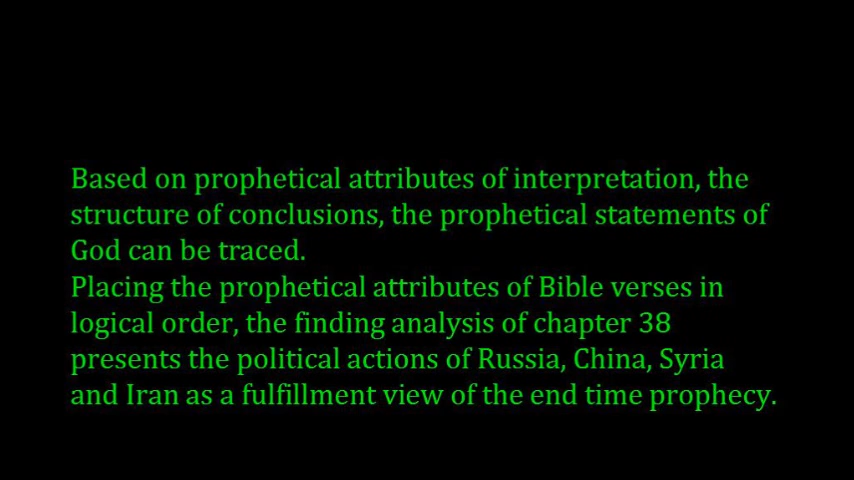 Based on prophetical attributes of interpretation, the
structure of conclusions, the prophetical statements of
God can be traced.
Placing the prophetical attributes of Bible verses in
logical order, the finding analysis of chapter 38
presents the political actions of Russia, China, Syria
and Iran as a fulfillment view of the end time prophecy.